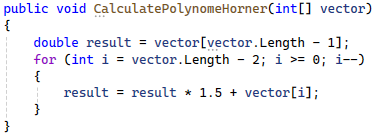 public void CalculatePolynomeHorner(int[] vector)
{
    double result = vector[vector.Length - 1];
    for (int i = vector.Length - 2; i >= 0; i--)
    {
        result = result * 1.5 + vector[i];
    }
}